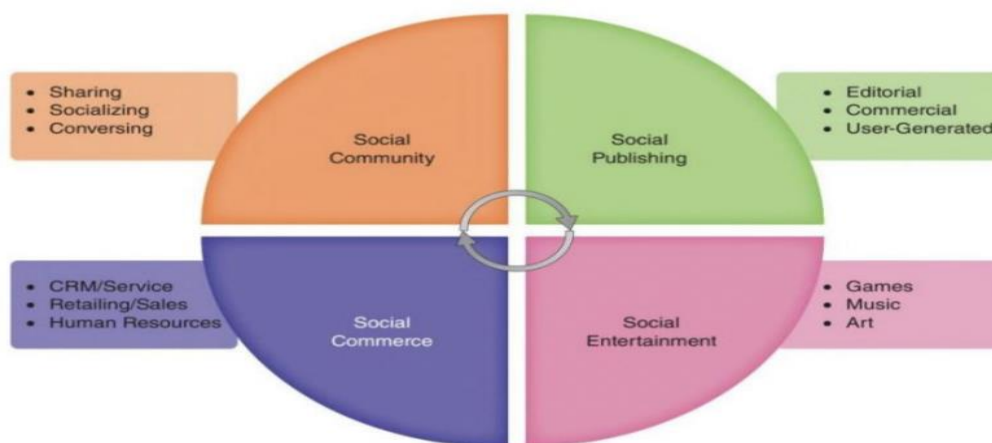 • Sharing
• Socializing
• Conversing
Social
Community
Social
Publishing
• Editorial
• Commercial
• User-Generated
• CRM/Service
• Retailing/Sales
• Human Resources
Social
Commerce
Social
Entertainment
• Games
• Music
• Art